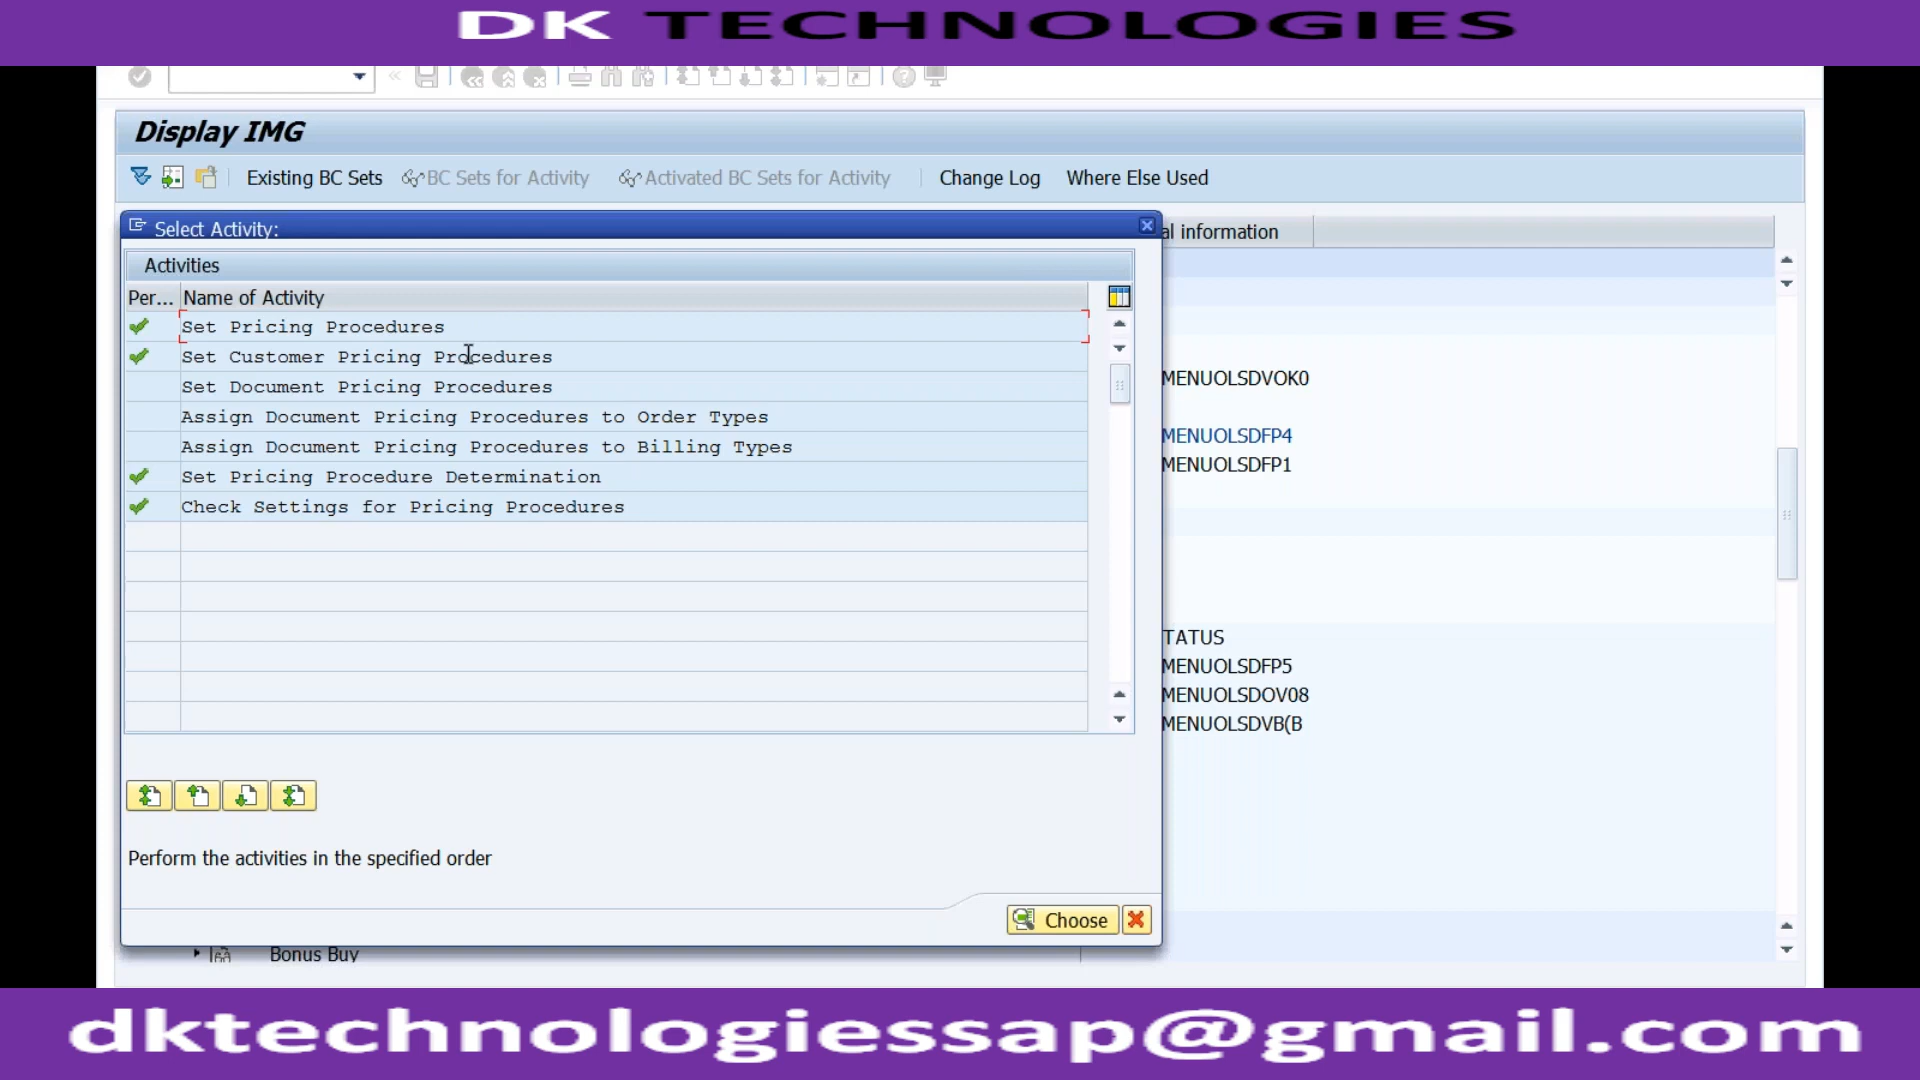 DK TECHNOLOGIES
Display IMG
Existing BC Sets
BC Sets for Activity
Activated BC Sets for Activity
Change Log
Where Else Used
Select Activity:
al information
Activities
Per... Name of Activity
Set Pricing Procedures
Set Customer Pricing Procedures
Set Document Pricing Procedures
Assign Document Pricing Procedures to Order Types
Assign Document Pricing Procedures to Billing Types
Set Pricing Procedure Determination
Check Settings for Pricing Procedures
MENUOLSDVOK0
MENUOLSDFP4
MENUOLSDFP1
TATUS
MENUOLSDFP5
MENUOLSDOV08
MENUOLSDVB(B
Perform the activities in the specified order
Choose
Bonus Buy
dktechnologiessap@gmail.com